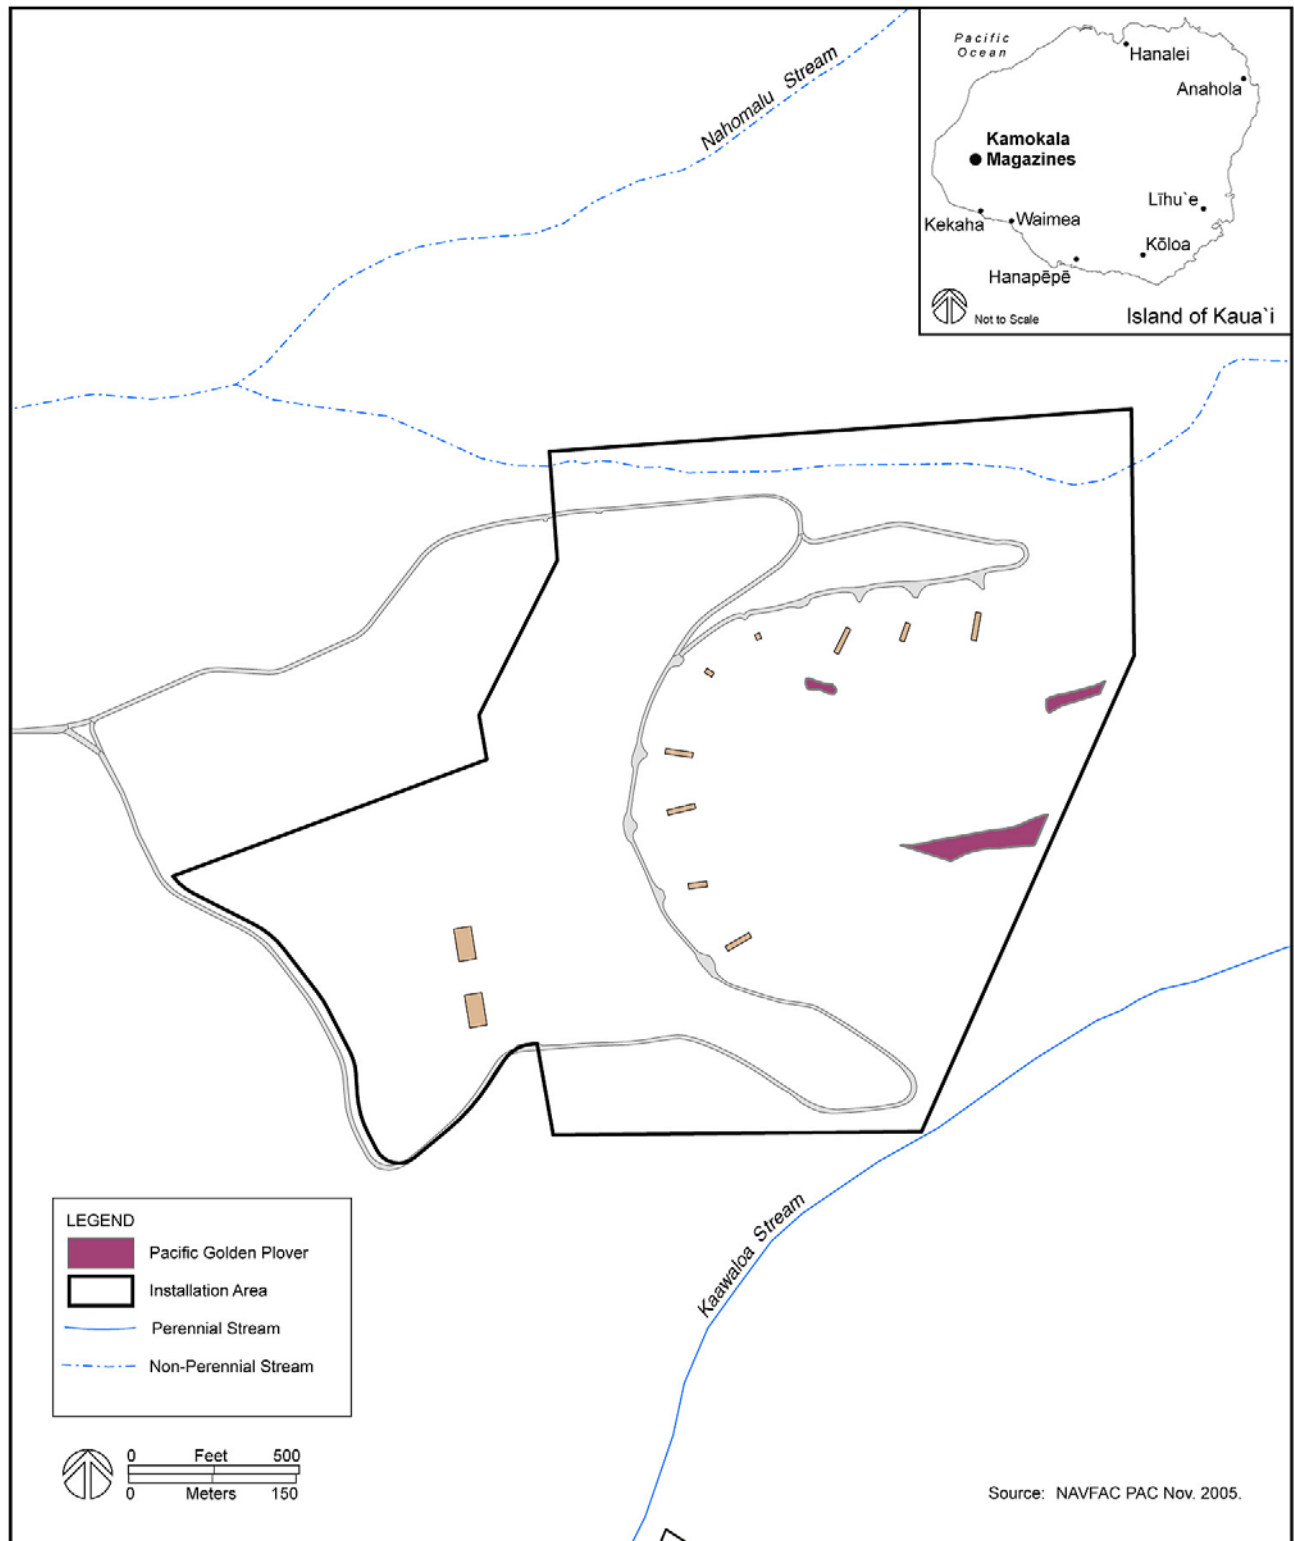 Nahomalu Stream
Pacific
Ocean
Hanalei
Anahola
Kamokala
Magazines
Līhu`e
Kekaha
Waimea
Kōloa
Hanapēpē
Not to Scale
Island of Kaua`i
Kaawaloa Stream
LEGEND
Pacific Golden Plover
Installation Area
Perennial Stream
Non-Perennial Stream
0 Feet 500
0 Meters 150
Source: NAVFAC PAC Nov. 2005.